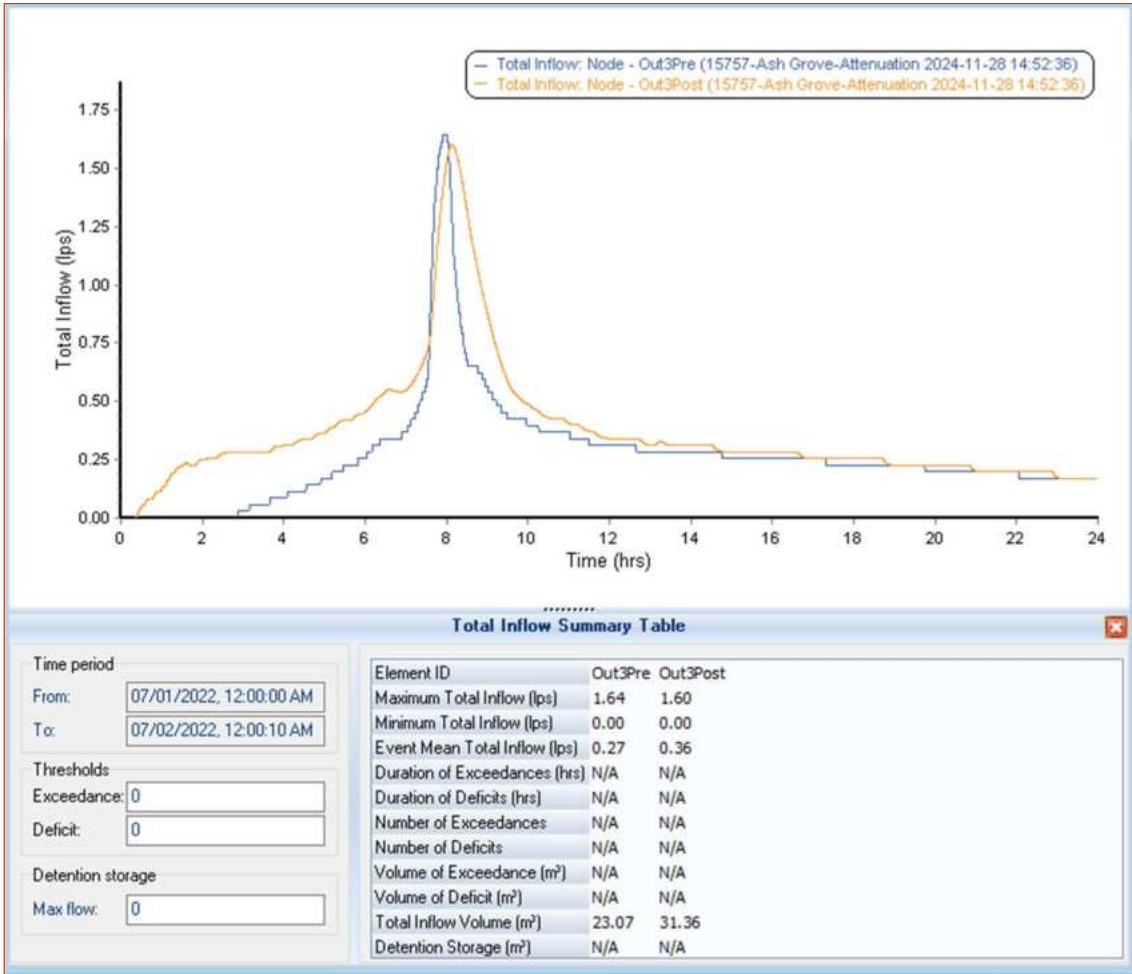 Total Inflow: Node - Out3Pre (15757-Ash Grove-Attenuation 2024-11-28 14:52:36)
Total Inflow: Node - Out3Post (15757-Ash Grove-Attenuation 2024-11-28 14:52:36)
Total Inflow (lps)
1.75
1.50
1.25
1.00
0.75
0.50
0.25
0.00
0 2 4 6 8 10 12 14 16 18 20 22 24
Time (hrs)
Total Inflow Summary Table
Time period
From: 07/01/2022, 12:00:00 AM
To: 07/02/2022, 12:00:10 AM
Thresholds
Exceedance: 0
Deficit: 0
Detention storage
Max flow: 0
Element ID Out3Pre Out3Post
Maximum Total Inflow (lps) 1.64 1.60
Minimum Total Inflow (lps) 0.00 0.00
Event Mean Total Inflow (lps) 0.27 0.36
Duration of Exceedances (hrs) N/A N/A
Duration of Deficits (hrs) N/A N/A
Number of Exceedances N/A N/A
Number of Deficits N/A N/A
Volume of Exceedance (m³) N/A N/A
Volume of Deficit (m³) N/A N/A
Total Inflow Volume (m³) 23.07 31.36
Detention Storage (m³) N/A N/A